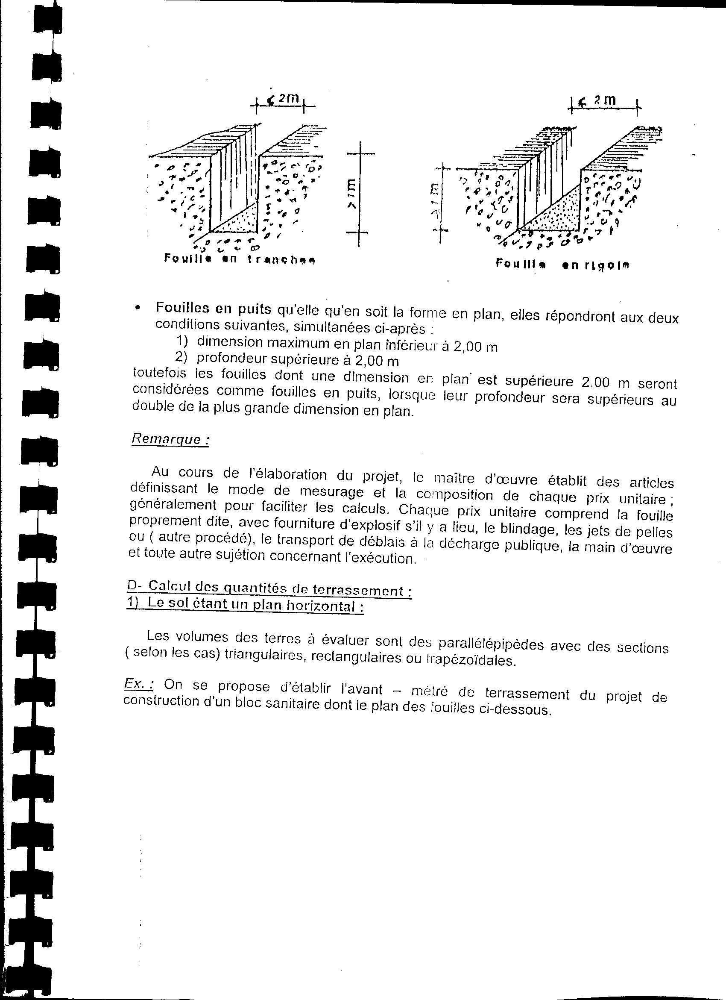 ⩽ 2m
⩽ 2 m
> 1m
1 m
Fouille en tranchee
Fouille en rigole
• Fouilles en puits qu'elle qu'en soit la forme en plan, elles répondront aux deux
conditions suivantes, simultanées ci-après :
1) dimension maximum en plan inférieur à 2,00 m
2) profondeur supérieure à 2,00 m
toutefois les fouilles dont une dimension en plan est supérieure 2.00 m seront
considérées comme fouilles en puits, lorsque leur profondeur sera supérieurs au
double de la plus grande dimension en plan.
Remarque :
Au cours de l'élaboration du projet, le maître d'œuvre établit des articles
définissant le mode de mesurage et la composition de chaque prix unitaire ;
généralement pour faciliter les calculs. Chaque prix unitaire comprend la fouille
proprement dite, avec fourniture d'explosif s'il y a lieu, le blindage, les jets de pelles
ou ( autre procédé), le transport de déblais à la décharge publique, la main d'œuvre
et toute autre sujétion concernant l'exécution.
D- Calcul des quantités de terrassement :
1) Le sol étant un plan horizontal :
Les volumes des terres à évaluer sont des parallélépipèdes avec des sections
( selon les cas) triangulaires, rectangulaires ou trapézoïdales.
Ex. : On se propose d'établir l'avant – métré de terrassement du projet de
construction d'un bloc sanitaire dont le plan des fouilles ci-dessous.